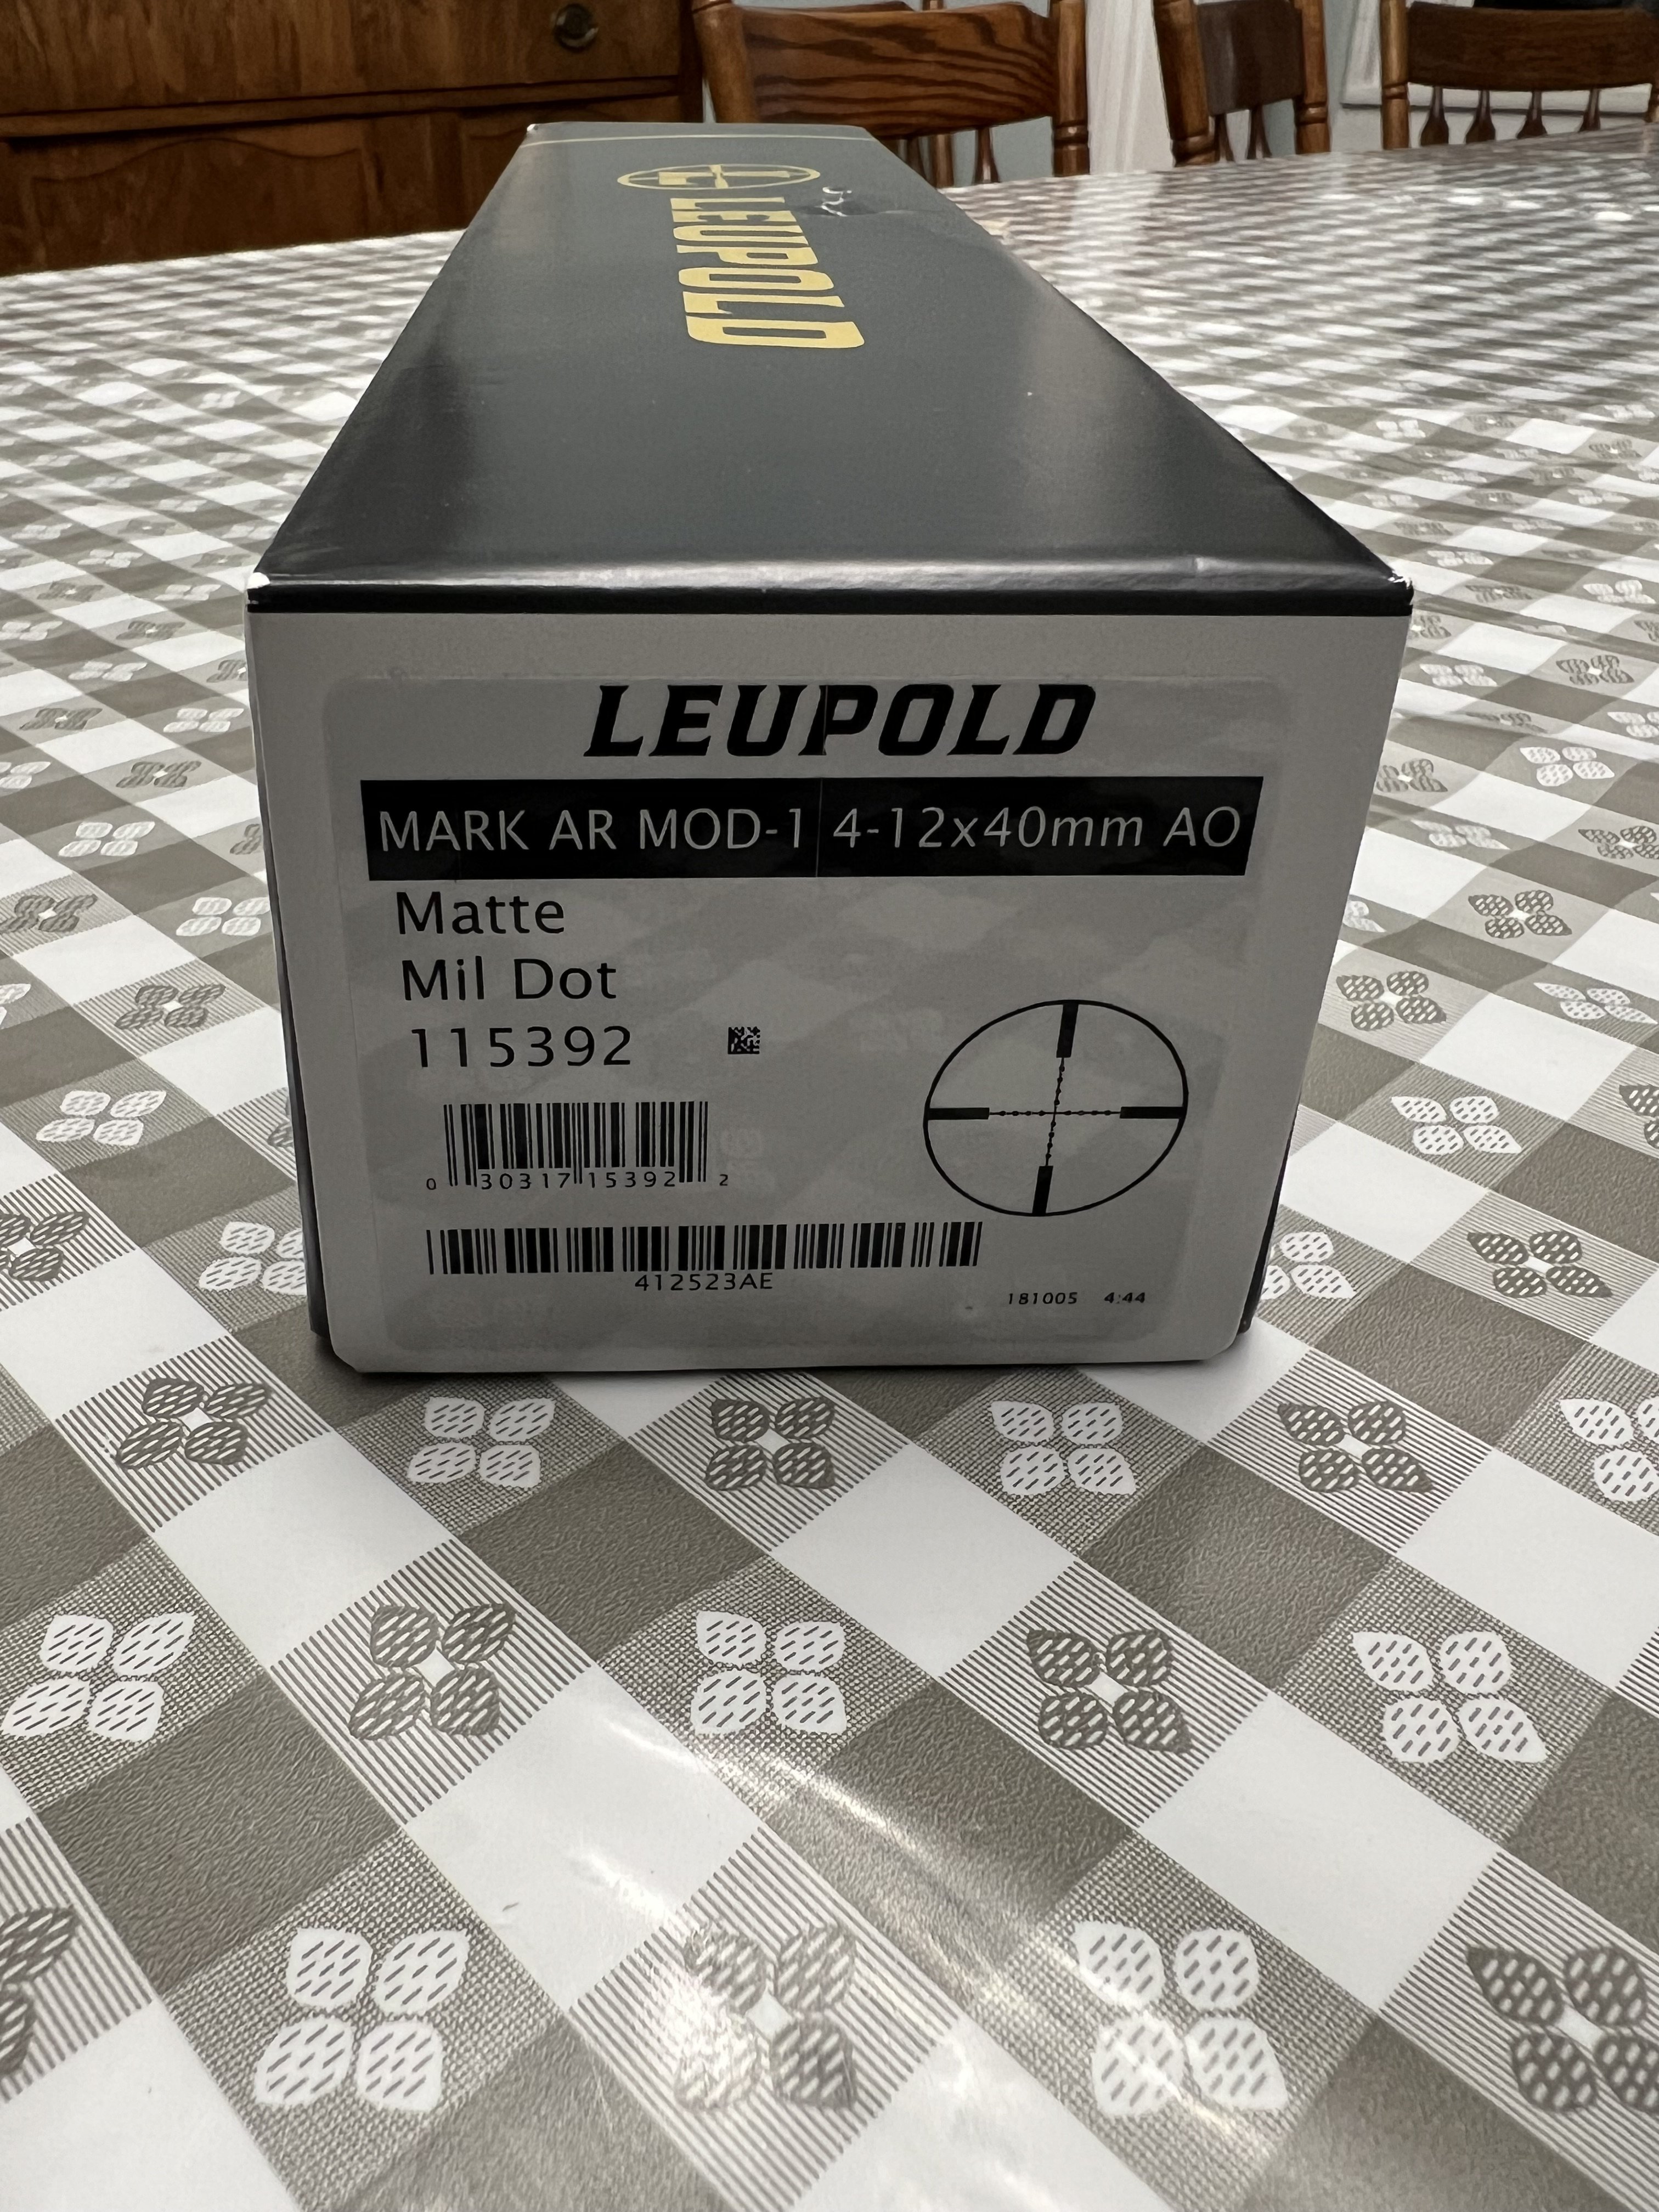 LEUPOLD
LEUPOLD
MARK AR MOD-1 4-12x40mm AO
Matte
Mil Dot
115392
0 30317 15392 2
412523AE
181005 4:44